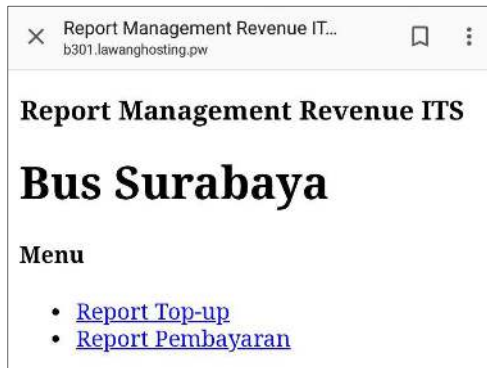 Report Management Revenue IT...
b301.lawanghosting.pw
Report Management Revenue ITS
Bus Surabaya
Menu
Report Top-up
Report Pembayaran